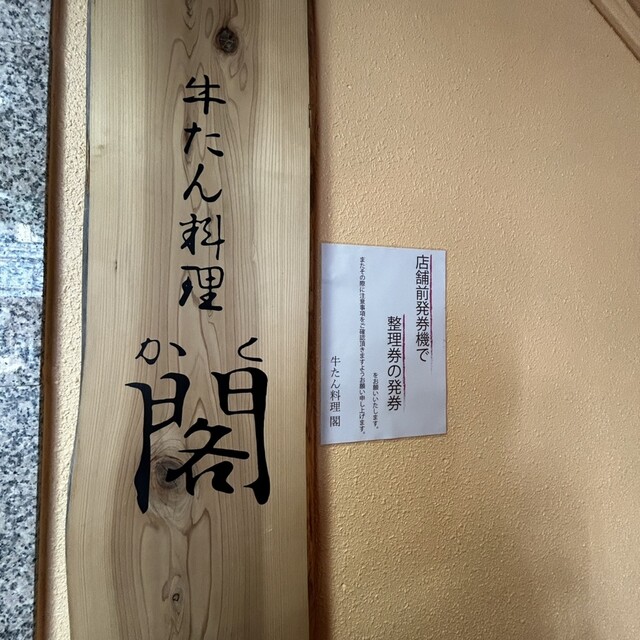 牛たん料理
かく
閣
店舗前発券機で
整理券の発券
をお願いいたします。
またその際に注意事項をご確認頂きますようお願い申し上げます。
牛たん料理 閣